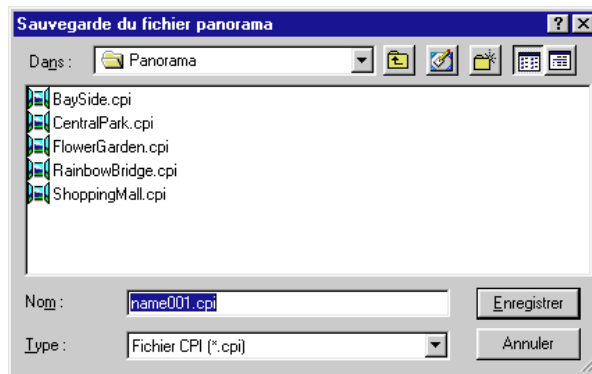 Sauvegarde du fichier panorama
Dans : Panorama
BaySide.cpi
CentralPark.cpi
FlowerGarden.cpi
RainbowBridge.cpi
ShoppingMall.cpi
Nom : name001.cpi Enregistrer
Type : Fichier CPI (*.cpi) Annuler